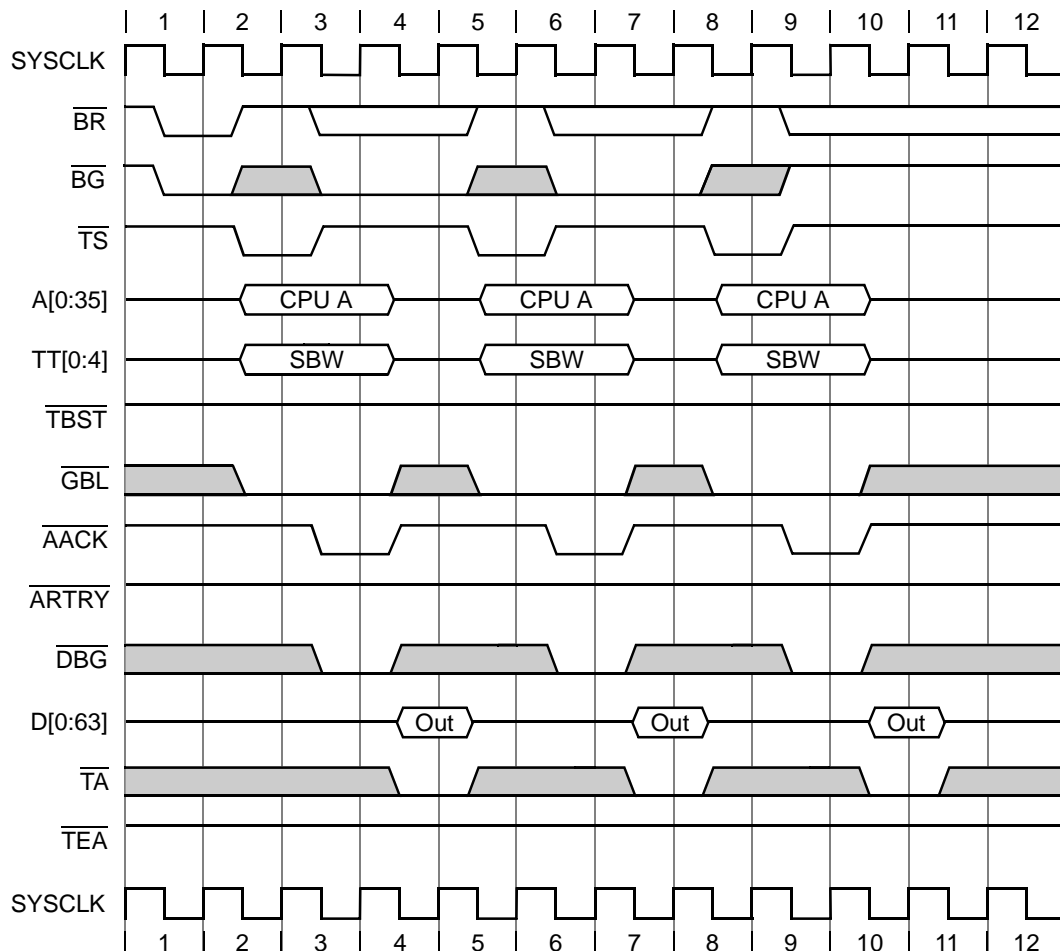 1 2 3 4 5 6 7 8 9 10 11 12
SYSCLK
BR
BG
TS
A[0:35] CPU A CPU A CPU A
TT[0:4] SBW SBW SBW
TBST
GBL
AACK
ARTRY
DBG
D[0:63] Out Out Out
TA
TEA
SYSCLK
1 2 3 4 5 6 7 8 9 10 11 12